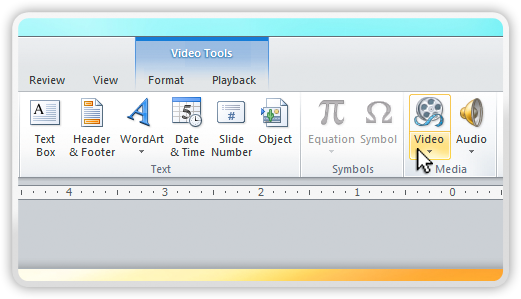 Video Tools
Review View Format Playback
Text Box
Header & Footer
WordArt
Date & Time
Slide Number
Object
Equation
Symbol
Video
Audio
Text Symbols Media
4 3 2 1 0